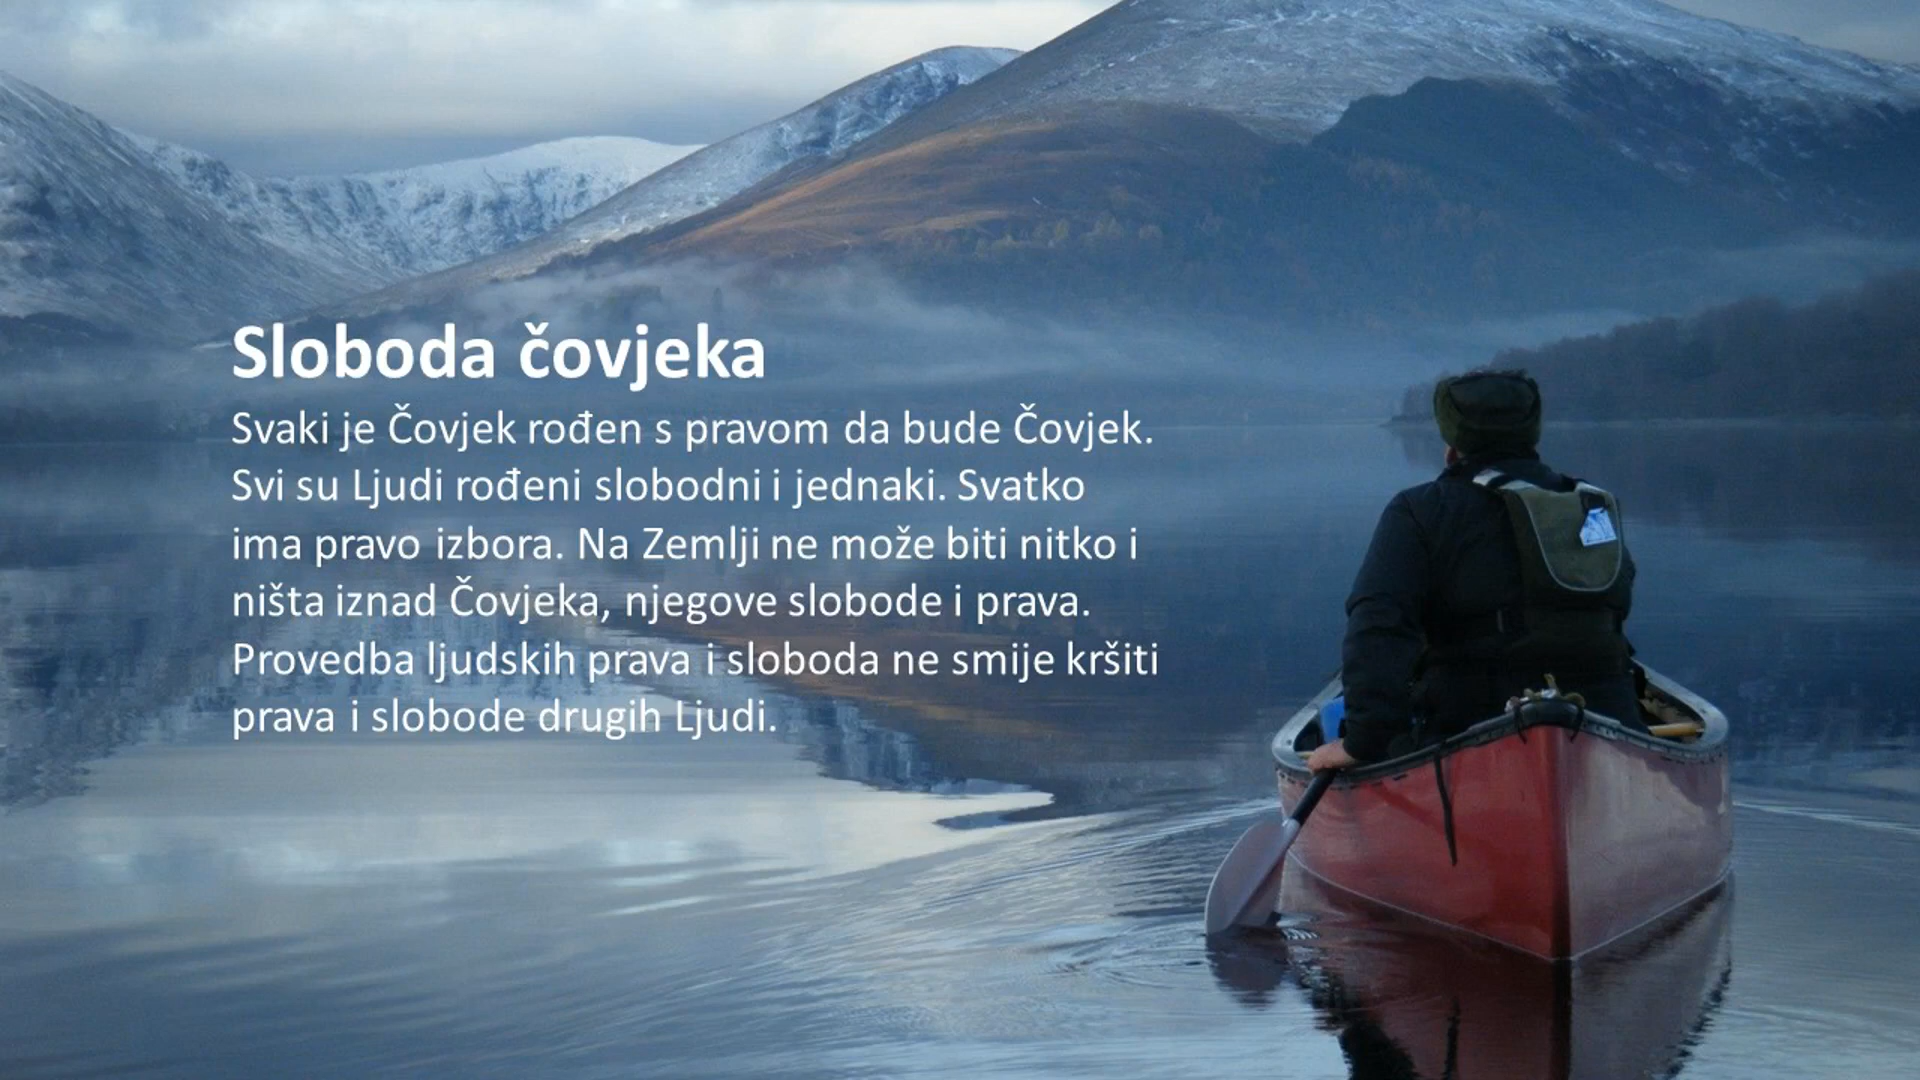 Sloboda čovjeka
Svaki je Čovjek rođen s pravom da bude Čovjek.
Svi su Ljudi rođeni slobodni i jednaki. Svatko
ima pravo izbora. Na Zemlji ne može biti nitko i
ništa iznad Čovjeka, njegove slobode i prava.
Provedba ljudskih prava i sloboda ne smije kršiti
prava i slobode drugih Ljudi.